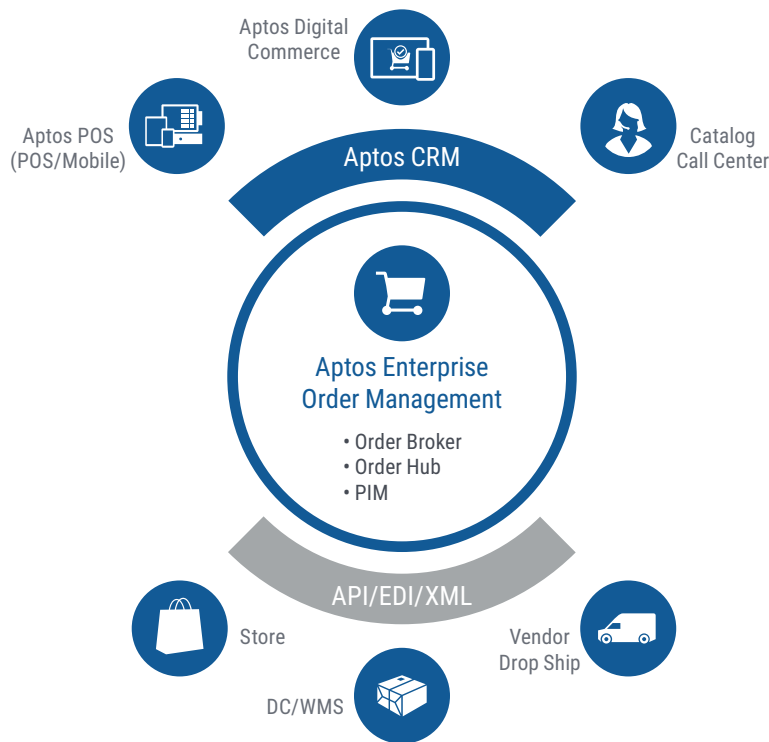 Aptos Digital
Commerce
Aptos POS
(POS/Mobile)
Catalog
Call Center
Aptos CRM
Aptos Enterprise
Order Management
• Order Broker
• Order Hub
• PIM
API/EDI/XML
Store
Vendor
Drop Ship
DC/WMS